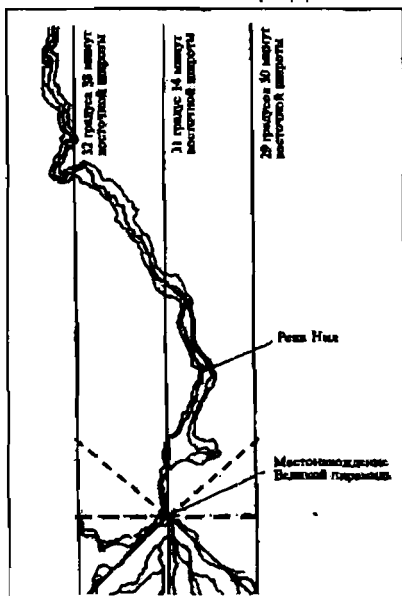 32 градуса 38 минут
восточной широты
31 градус 14 минут
восточной широты
29 градусов 50 минут
восточной широты
Река Нил
Местонахождение
Великой пирамиды